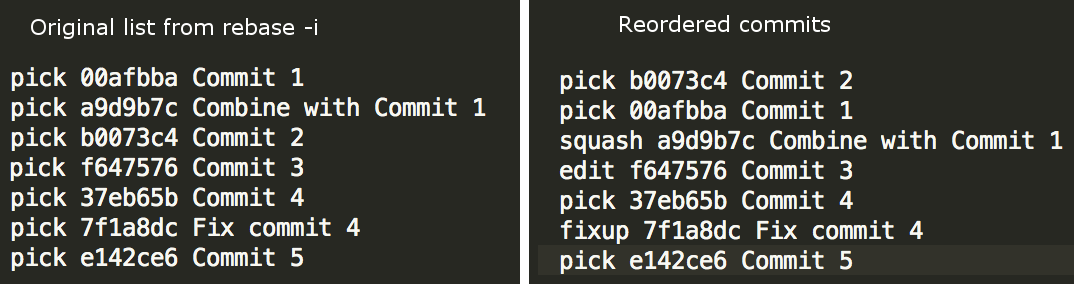 Original list from rebase -i
pick 00afbba Commit 1
pick a9d9b7c Combine with Commit 1
pick b0073c4 Commit 2
pick f647576 Commit 3
pick 37eb65b Commit 4
pick 7f1a8dc Fix commit 4
pick e142ce6 Commit 5
Reordered commits
pick b0073c4 Commit 2
pick 00afbba Commit 1
squash a9d9b7c Combine with Commit 1
edit f647576 Commit 3
pick 37eb65b Commit 4
fixup 7f1a8dc Fix commit 4
pick e142ce6 Commit 5